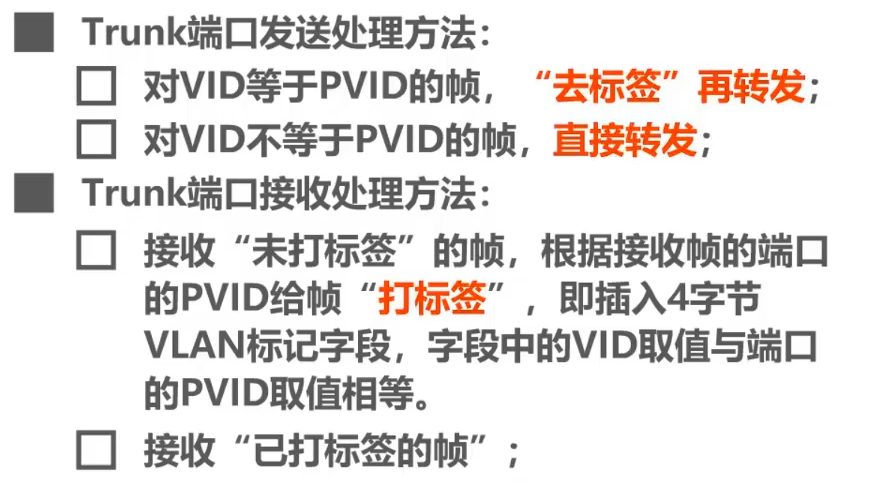 Trunk端口发送处理方法：
对VID等于PVID的帧，“去标签”再转发；
对VID不等于PVID的帧，直接转发；
Trunk端口接收处理方法：
接收“未打标签”的帧，根据接收帧的端口
的PVID给帧“打标签”，即插入4字节
VLAN标记字段，字段中的VID取值与端口
的PVID取值相等。
接收“已打标签的帧”；